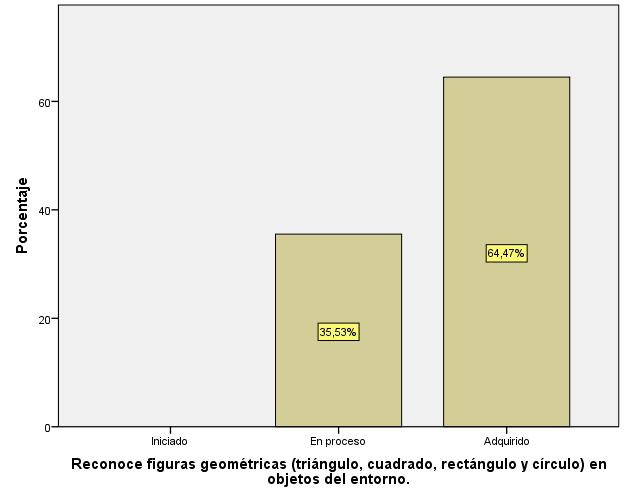 Porcentaje
60
40
20
0
35,53%
64,47%
Iniciado
En proceso
Adquirido
Reconoce figuras geométricas (triángulo, cuadrado, rectángulo y círculo) en
objetos del entorno.